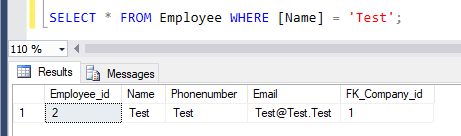 SELECT * FROM Employee WHERE [Name] = 'Test';
110 %
Results Messages
Employee_id Name Phonenumber Email FK_Company_id
1 2 Test Test Test@Test.Test 1